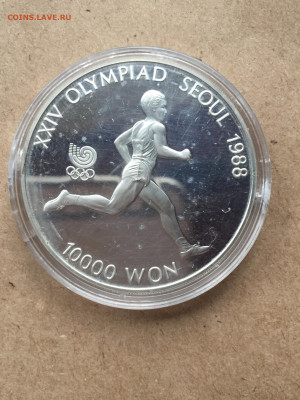 COINS.LAVE.RU
XXIV OLYMPIAD SEOUL 1988
10000 WON